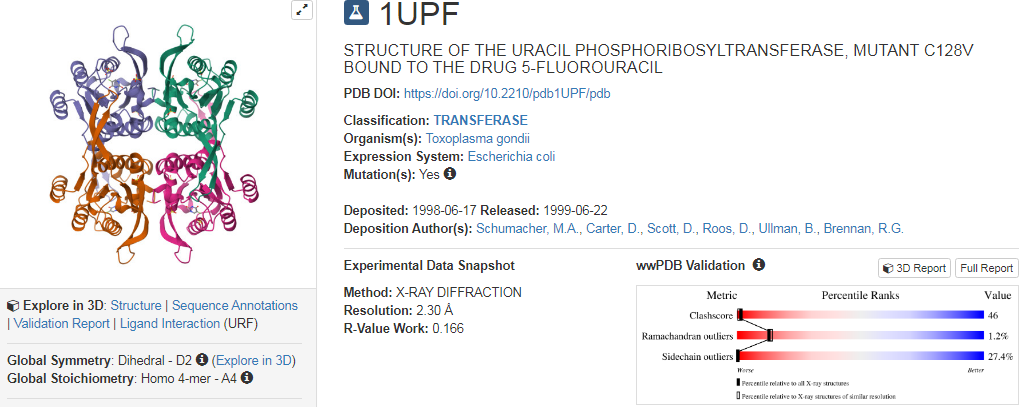 1UPF
STRUCTURE OF THE URACIL PHOSPHORIBOSYLTRANSFERASE, MUTANT C128V
BOUND TO THE DRUG 5-FLUOROURACIL
PDB DOI: https://doi.org/10.2210/pdb1UPF/pdb
Classification: TRANSFERASE
Organism(s): Toxoplasma gondii
Expression System: Escherichia coli
Mutation(s): Yes
Deposited: 1998-06-17 Released: 1999-06-22
Deposition Author(s): Schumacher, M.A., Carter, D., Scott, D., Roos, D., Ullman, B., Brennan, R.G.
Experimental Data Snapshot
Method: X-RAY DIFFRACTION
Resolution: 2.30 Å
R-Value Work: 0.166
wwPDB Validation
3D Report
Full Report
Metric Percentile Ranks Value
Clashscore 46
Ramachandran outliers 1.2%
Sidechain outliers 27.4%
Worse Better
Percentile relative to all X-ray structures
Percentile relative to X-ray structures of similar resolution
Explore in 3D: Structure | Sequence Annotations
| Validation Report | Ligand Interaction (URF)
Global Symmetry: Dihedral - D2 (Explore in 3D)
Global Stoichiometry: Homo 4-mer - A4